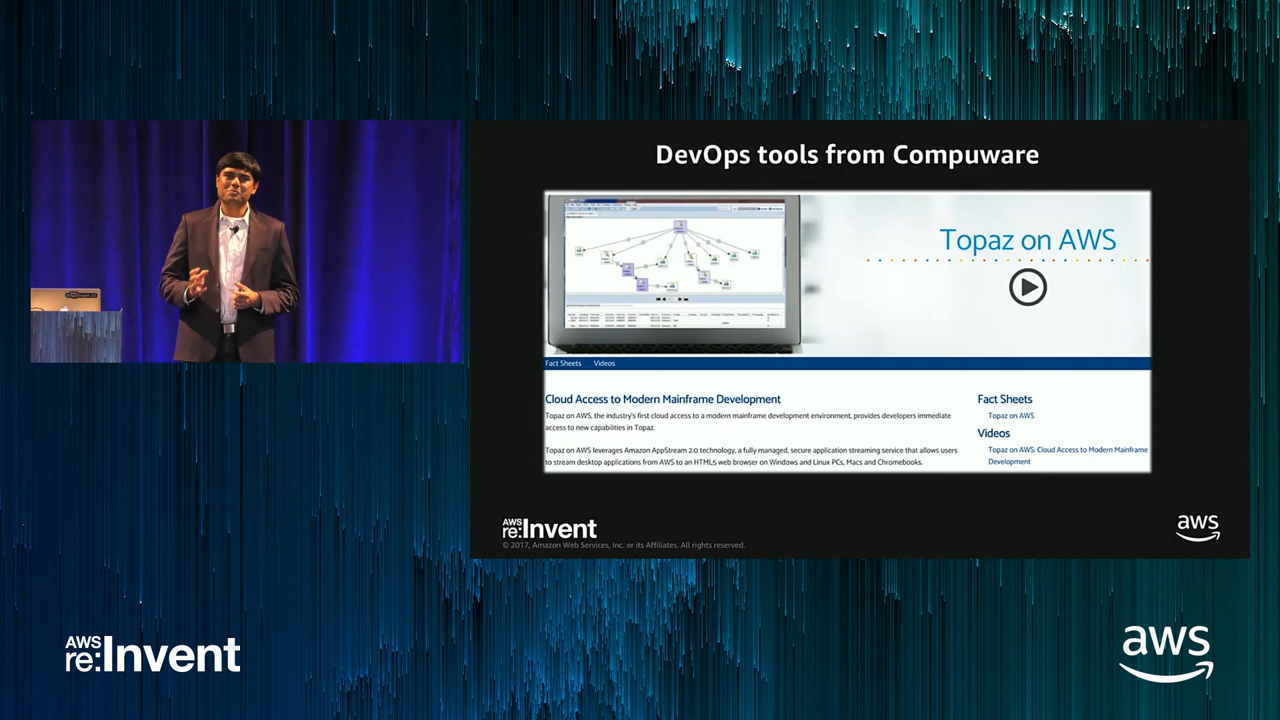 DevOps tools from Compuware
Topaz on AWS
Fact Sheets Videos
Cloud Access to Modern Mainframe Development
Topaz on AWS, the industry's first cloud access to a modern mainframe development environment, provides developers immediate
access to new capabilities in Topaz.
Topaz on AWS leverages Amazon AppStream 2.0 technology, a fully managed, secure application streaming service that allows users
to stream desktop applications from AWS to an HTML5 web browser on Windows and Linux PCs, Macs and Chromebooks.
Fact Sheets
Topaz on AWS
Videos
Topaz on AWS: Cloud Access to Modern Mainframe
Development
AWS
re:Invent
© 2017, Amazon Web Services, Inc. or its Affiliates. All rights reserved.
aws
AWS
re:Invent
aws